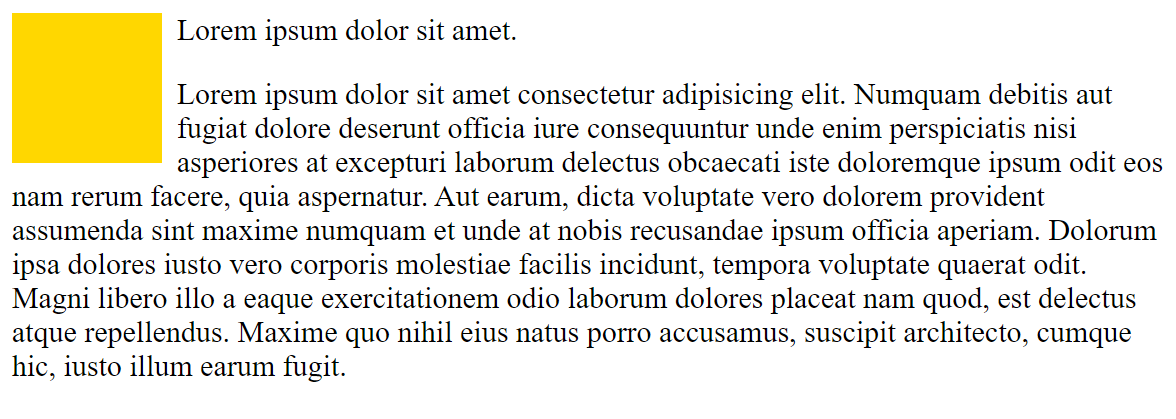 Lorem ipsum dolor sit amet.
Lorem ipsum dolor sit amet consectetur adipisicing elit. Numquam debitis aut
fugiat dolore deserunt officia iure consequuntur unde enim perspiciatis nisi
asperiores at excepturi laborum delectus obcaecati iste doloremque ipsum odit eos
nam rerum facere, quia aspernatur. Aut earum, dicta voluptate vero dolorem provident
assumenda sint maxime numquam et unde at nobis recusandae ipsum officia aperiam. Dolorum
ipsa dolores iusto vero corporis molestiae facilis incidunt, tempora voluptate quaerat odit.
Magni libero illo a eaque exercitationem odio laborum dolores placeat nam quod, est delectus
atque repellendus. Maxime quo nihil eius natus porro accusamus, suscipit architecto, cumque
hic, iusto illum earum fugit.